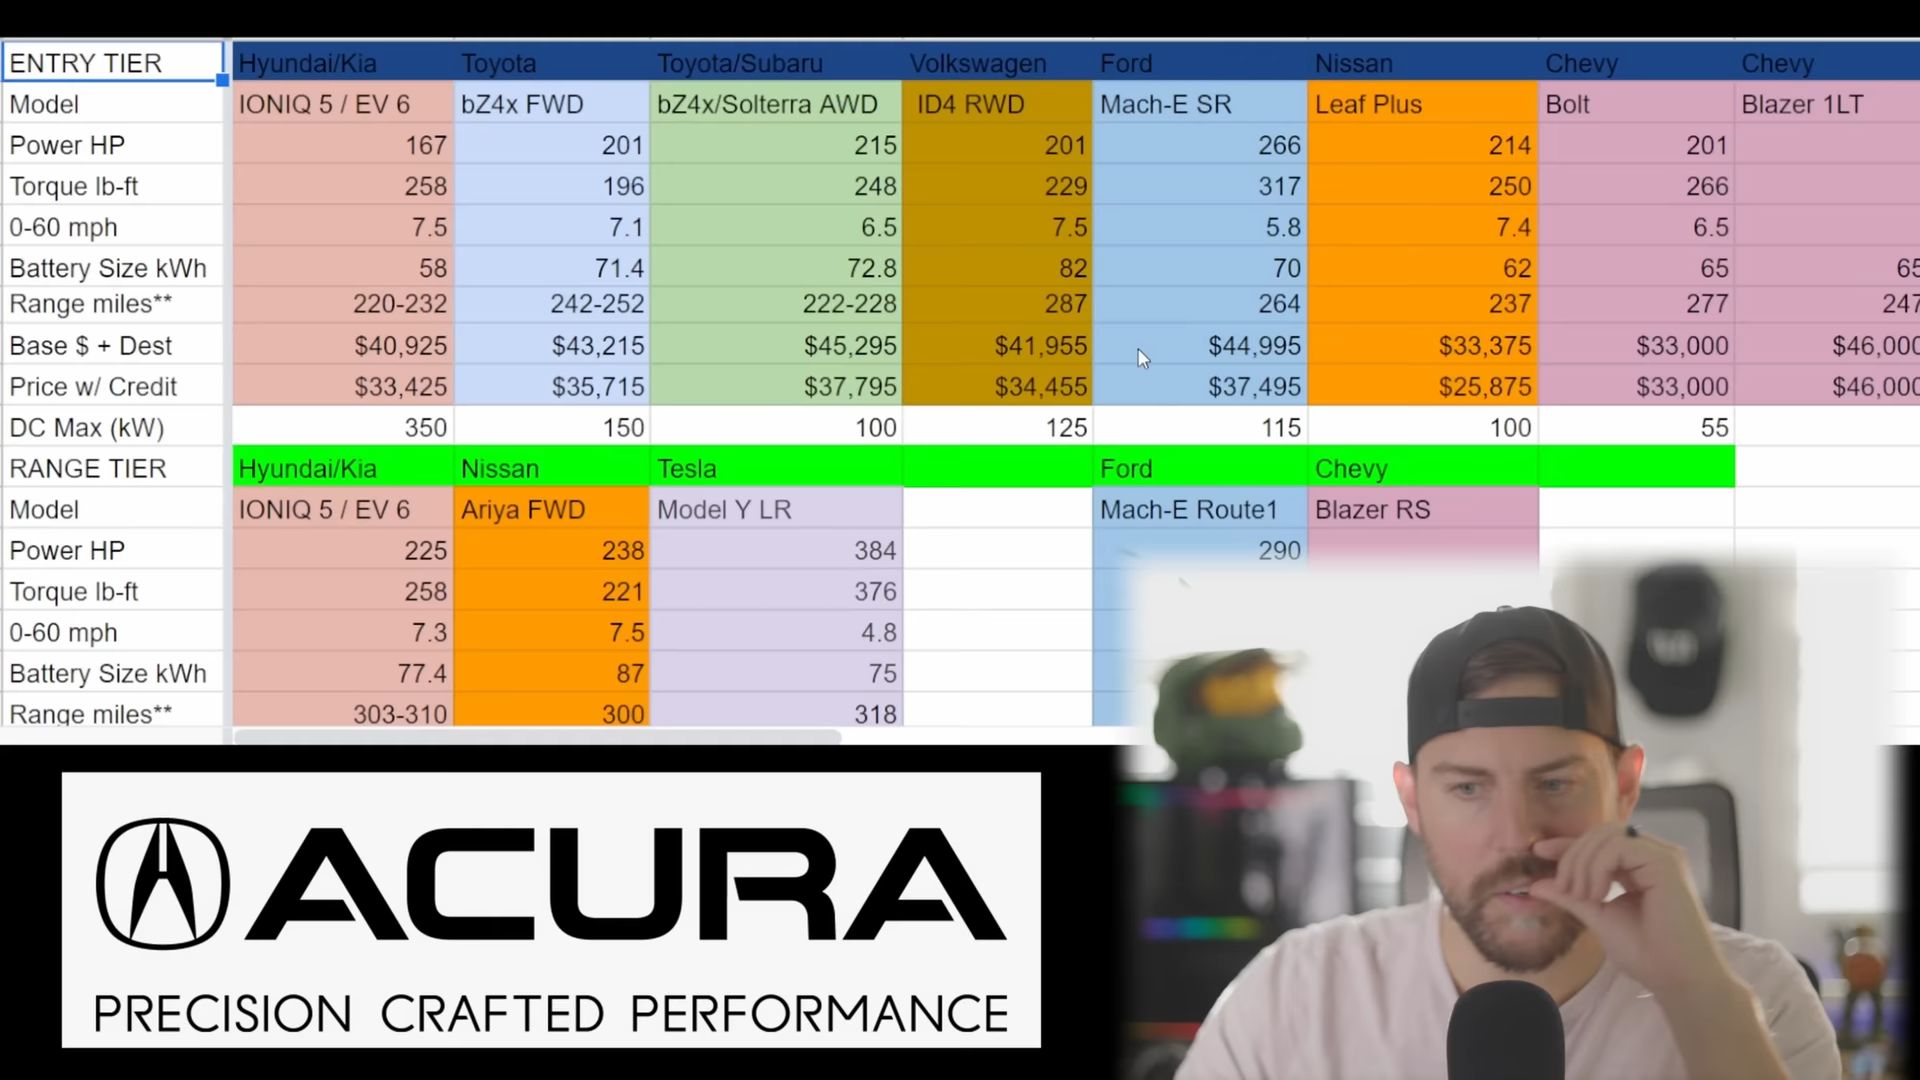 ENTRY TIER Hyundai/Kia Toyota Toyota/Subaru Volkswagen Ford Nissan Chevy Chevy
Model IONIQ 5 / EV 6 bZ4x FWD bZ4x/Solterra AWD ID4 RWD Mach-E SR Leaf Plus Bolt Blazer 1LT
Power HP 167 201 215 201 266 214 201
Torque lb-ft 258 196 248 229 317 250 266
0-60 mph 7.5 7.1 6.5 7.5 5.8 7.4 6.5
Battery Size kWh 58 71.4 72.8 82 70 62 65 65
Range miles** 220-232 242-252 222-228 287 264 237 277 247
Base $ + Dest $40,925 $43,215 $45,295 $41,955 $44,995 $33,375 $33,000 $46,000
Price w/ Credit $33,425 $35,715 $37,795 $34,455 $37,495 $25,875 $33,000 $46,000
DC Max (kW) 350 150 100 125 115 100 55
RANGE TIER Hyundai/Kia Nissan Tesla Ford Chevy
Model IONIQ 5 / EV 6 Ariya FWD Model Y LR Mach-E Route1 Blazer RS
Power HP 225 238 384 290
Torque lb-ft 258 221 376
0-60 mph 7.3 7.5 4.8
Battery Size kWh 77.4 87 75
Range miles** 303-310 300 318
ACURA
PRECISION CRAFTED PERFORMANCE